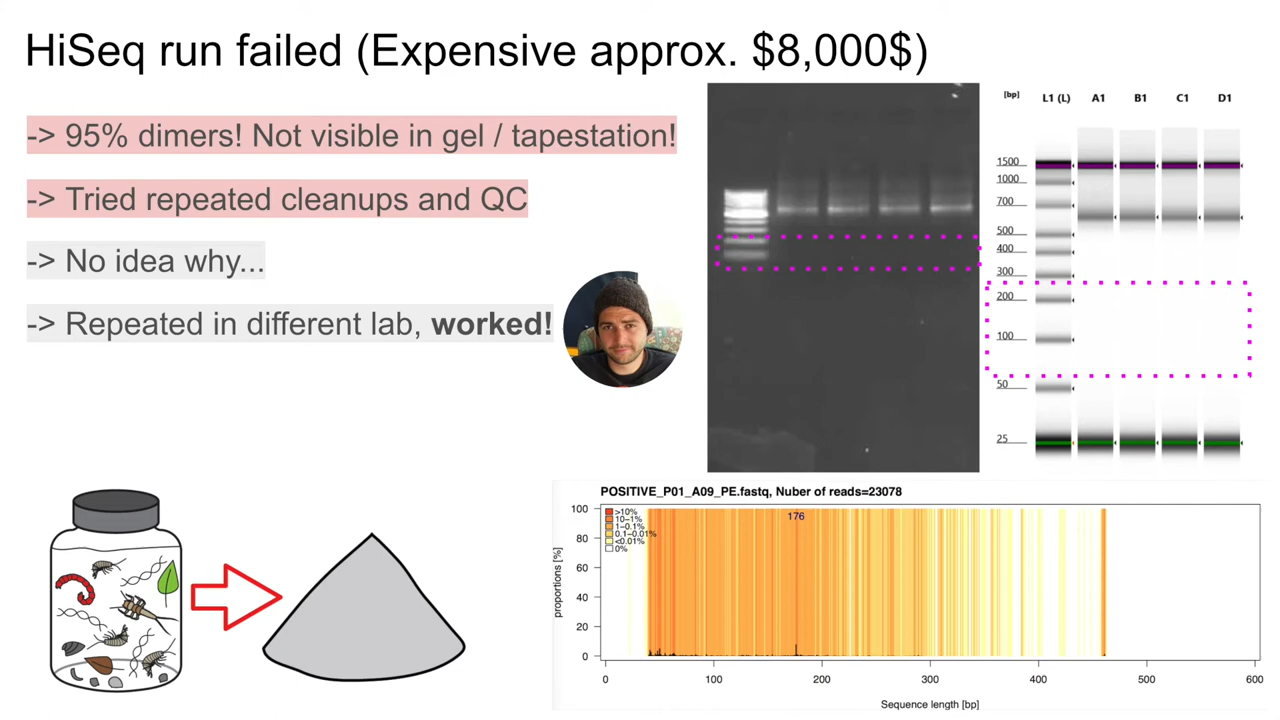 HiSeq run failed (Expensive approx. $8,000$)
-> 95% dimers! Not visible in gel / tapestation!
-> Tried repeated cleanups and QC
-> No idea why...
-> Repeated in different lab, worked!
[bp] L1 (L) A1 B1 C1 D1
1500
1000
700
500
400
300
200
100
50
25
POSITIVE_P01_A09_PE.fastq, Nuber of reads=23078
>10%
10–1%
1–0.1%
0.1–0.01%
<0.01%
0%
176
proportions [%]
100
80
60
40
20
0
0 100 200 300 400 500 600
Sequence length [bp]